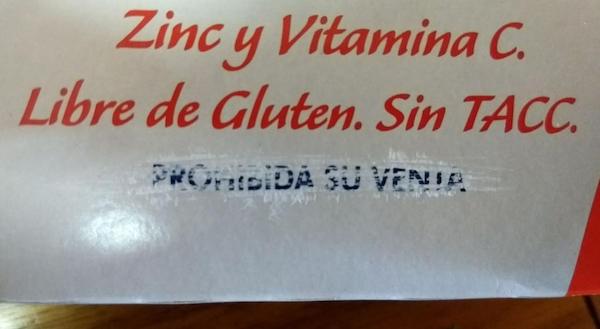 Zinc y Vitamina C.
Libre de Gluten. Sin TACC.
PROHIBIDA SU VENTA